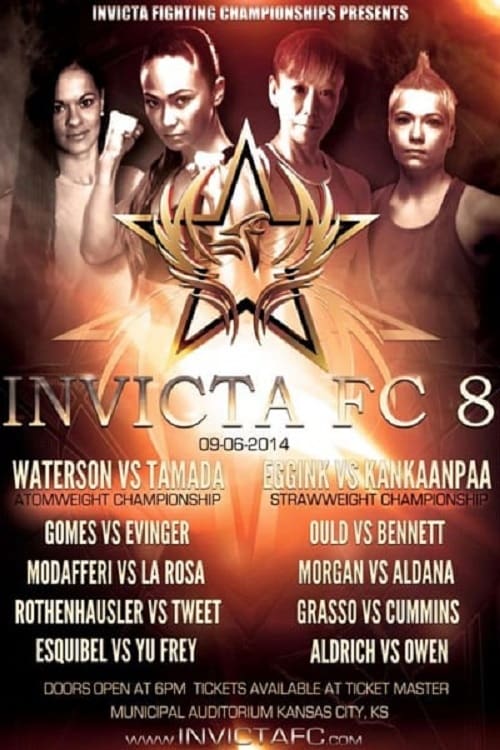 INVICTA FIGHTING CHAMPIONSHIPS PRESENTS
INVICTA FC 8
09-06-2014
WATERSON VS TAMADA
ATOMWEIGHT CHAMPIONSHIP
GOMES VS EVINGER
MODAFFERI VS LA ROSA
ROTHENHAUSLER VS TWEET
ESQUIBEL VS YU FREY
EGGINK VS KANKAANPAA
STRAWWEIGHT CHAMPIONSHIP
OULD VS BENNETT
MORGAN VS ALDANA
GRASSO VS CUMMINS
ALDRICH VS OWEN
DOORS OPEN AT 6PM TICKETS AVAILABLE AT TICKET MASTER
MUNICIPAL AUDITORIUM KANSAS CITY, KS
WWW.INVICTAFC.COM